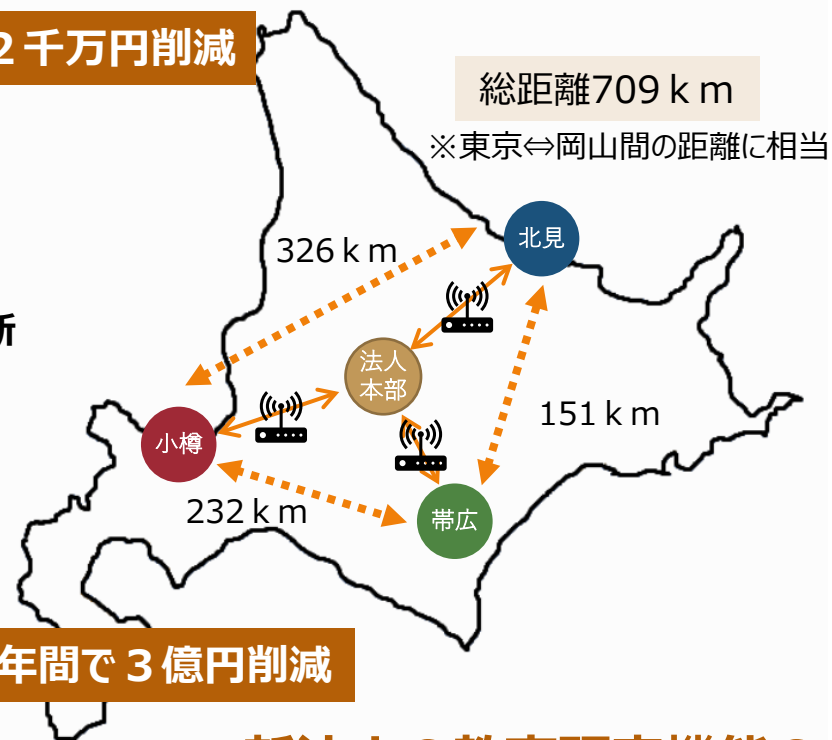 ２千万円削減
総距離709ｋｍ
※東京⇔岡山間の距離に相当
北見
326ｋｍ
法人
本部
151ｋｍ
小樽
232ｋｍ
帯広
年間で３億円削減